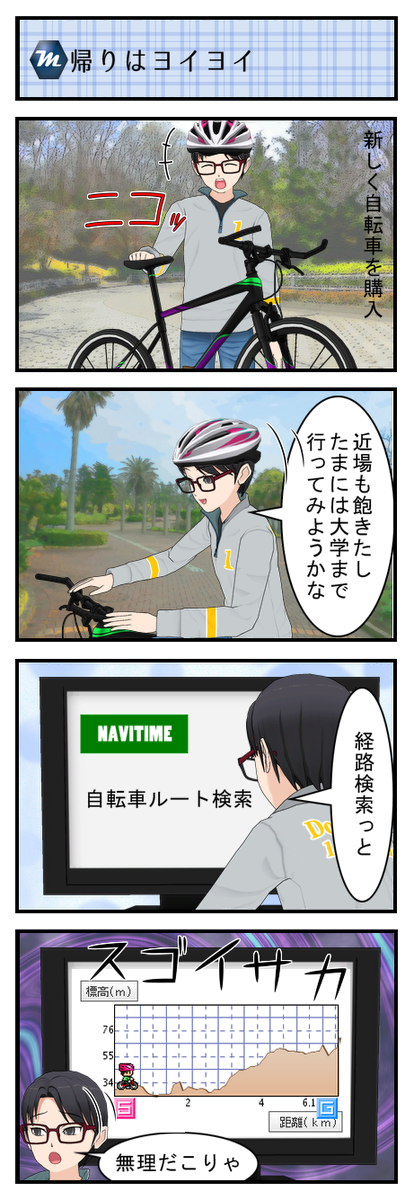 m 帰りはヨイヨイ
新しく自転車を購入
ニコッ
近場も飽きたし
たまには大学まで
行ってみようかな
NAVITIME
自転車ルート検索
経路検索っと
スゴイサカ
標高(m)
76
55
34
S
2
4
6.1
G
距離(km)
無理だこりゃ